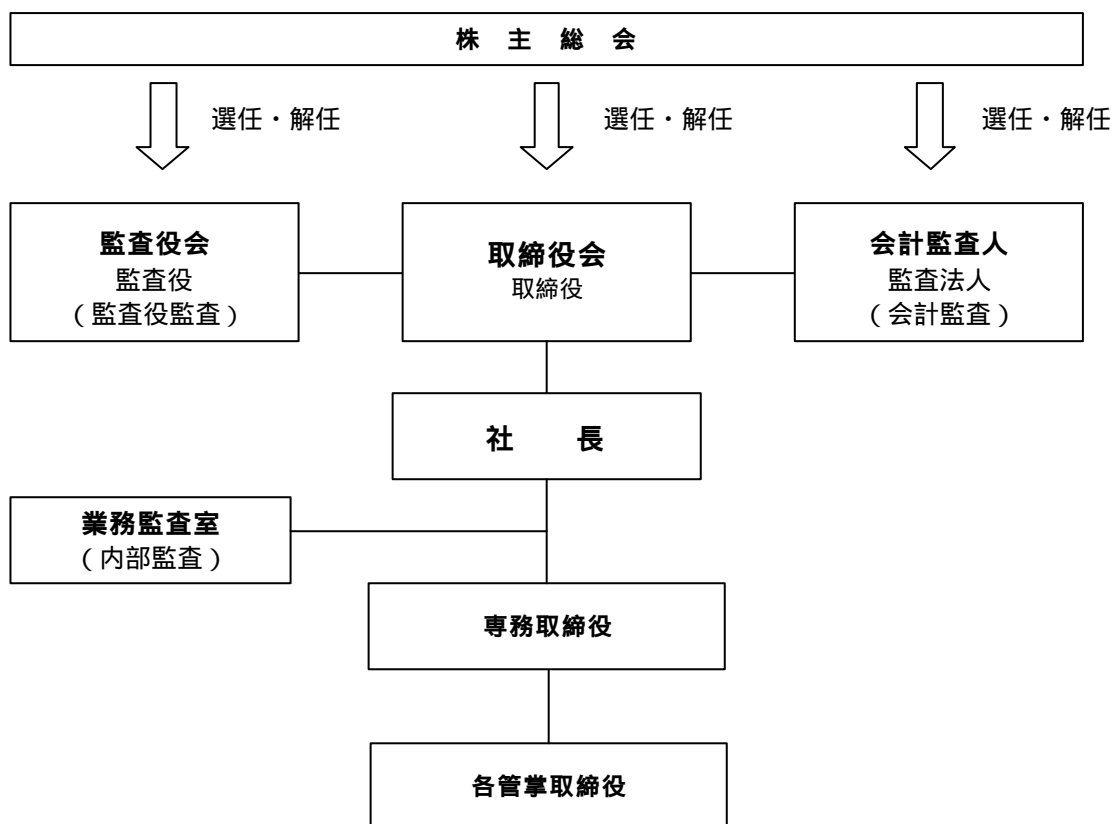 株 主 総 会
選任・解任
選任・解任
選任・解任
監査役会
監査役
（監査役監査）
取締役会
取締役
会計監査人
監査法人
（会計監査）
社 長
業務監査室
（内部監査）
専務取締役
各管掌取締役